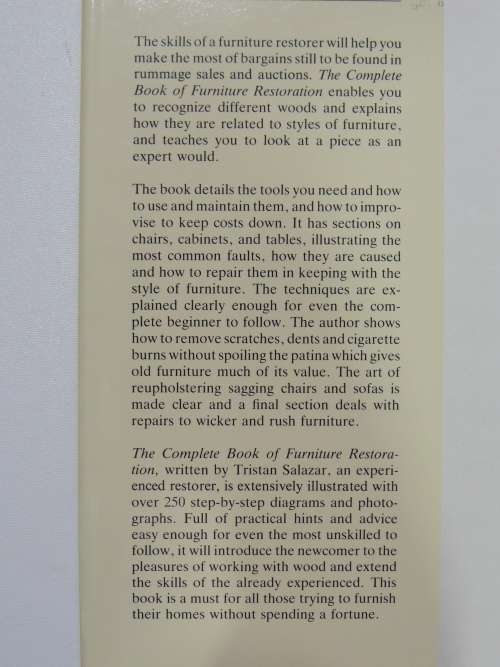 The skills of a furniture restorer will help you
make the most of bargains still to be found in
rummage sales and auctions. The Complete
Book of Furniture Restoration enables you
to recognize different woods and explains
how they are related to styles of furniture,
and teaches you to look at a piece as an
expert would.
The book details the tools you need and how
to use and maintain them, and how to impro-
vise to keep costs down. It has sections on
chairs, cabinets, and tables, illustrating the
most common faults, how they are caused
and how to repair them in keeping with the
style of furniture. The techniques are ex-
plained clearly enough for even the com-
plete beginner to follow. The author shows
how to remove scratches, dents and cigarette
burns without spoiling the patina which gives
old furniture much of its value. The art of
reupholstering sagging chairs and sofas is
made clear and a final section deals with
repairs to wicker and rush furniture.
The Complete Book of Furniture Restora-
tion, written by Tristan Salazar, an experi-
enced restorer, is extensively illustrated with
over 250 step-by-step diagrams and photo-
graphs. Full of practical hints and advice
easy enough for even the most unskilled to
follow, it will introduce the newcomer to the
pleasures of working with wood and extend
the skills of the already experienced. This
book is a must for all those trying to furnish
their homes without spending a fortune.